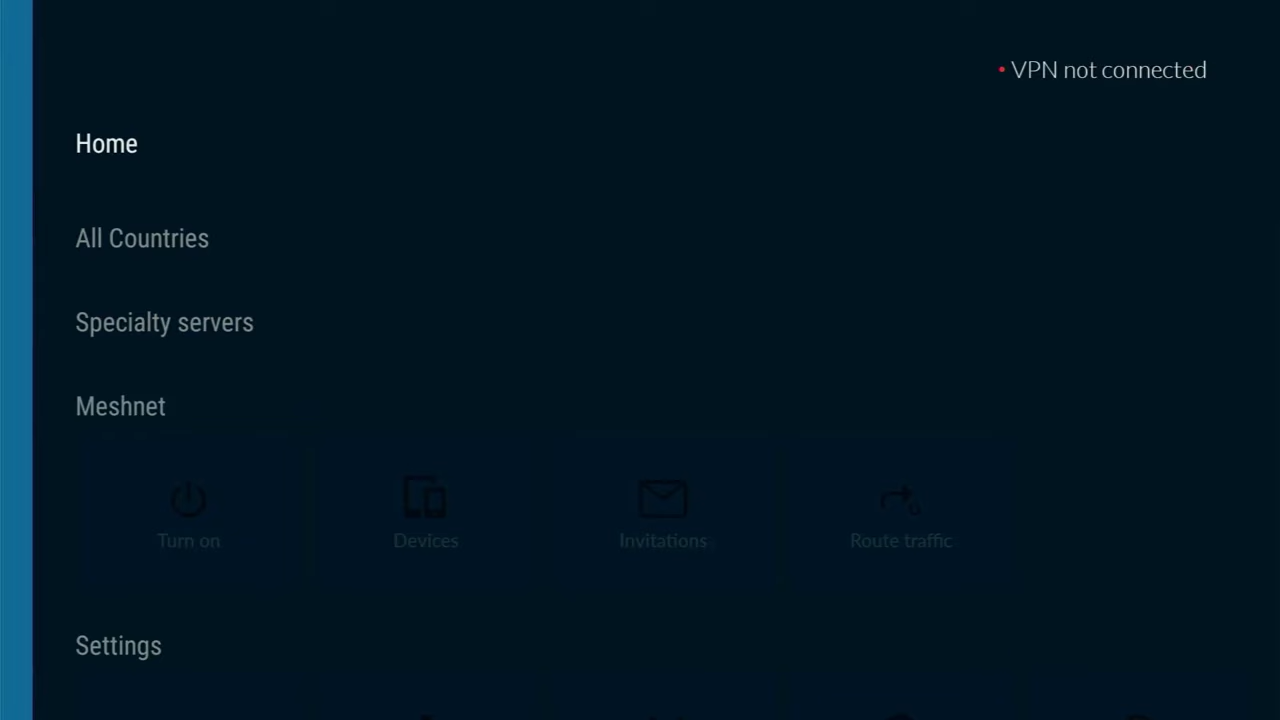 • VPN not connected
Home
All Countries
Specialty servers
Meshnet
Turn on
Devices
Invitations
Route traffic
Settings